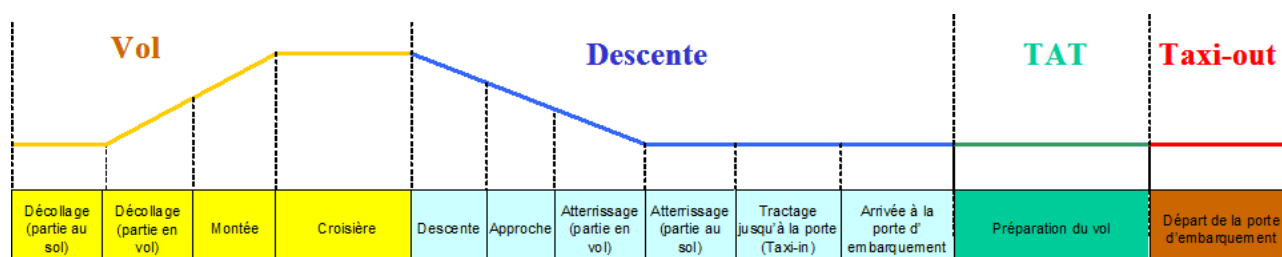 Vol
Descente
TAT
Taxi-out
Décollage
(partie au
sol)
Décollage
(partie en
vol)
Montée
Croisière
Descente
Approche
Atterrissage
(partie en
vol)
Atterrissage
(partie au
sol)
Tractage
jusqu'à la porte
(Taxi-in)
Arrivée à la
porte d'
embarquement
Préparation du vol
Départ de la porte
d'embarquement